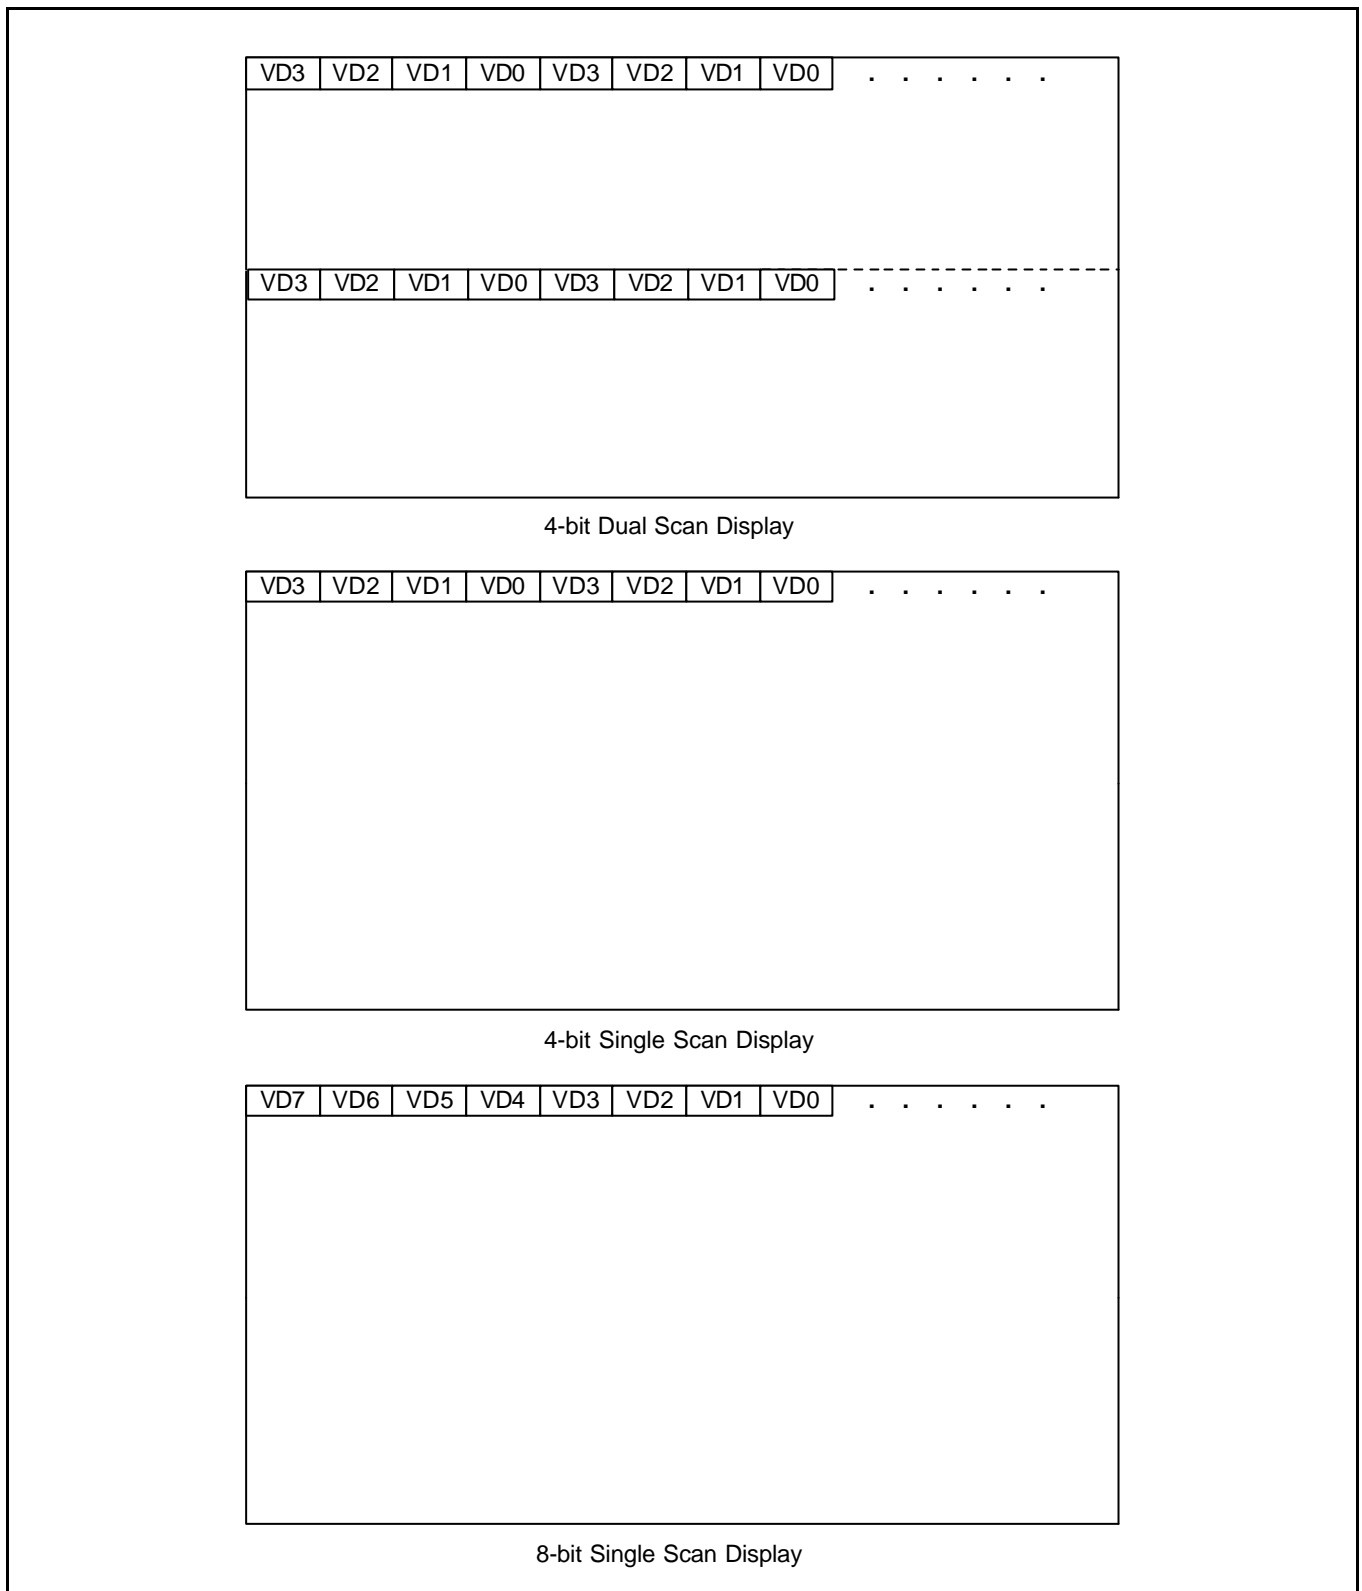 VD3 VD2 VD1 VD0 VD3 VD2 VD1 VD0 . . . . . .
VD3 VD2 VD1 VD0 VD3 VD2 VD1 VD0 . . . . . .
4-bit Dual Scan Display
VD3 VD2 VD1 VD0 VD3 VD2 VD1 VD0 . . . . . .
4-bit Single Scan Display
VD7 VD6 VD5 VD4 VD3 VD2 VD1 VD0 . . . . . .
8-bit Single Scan Display